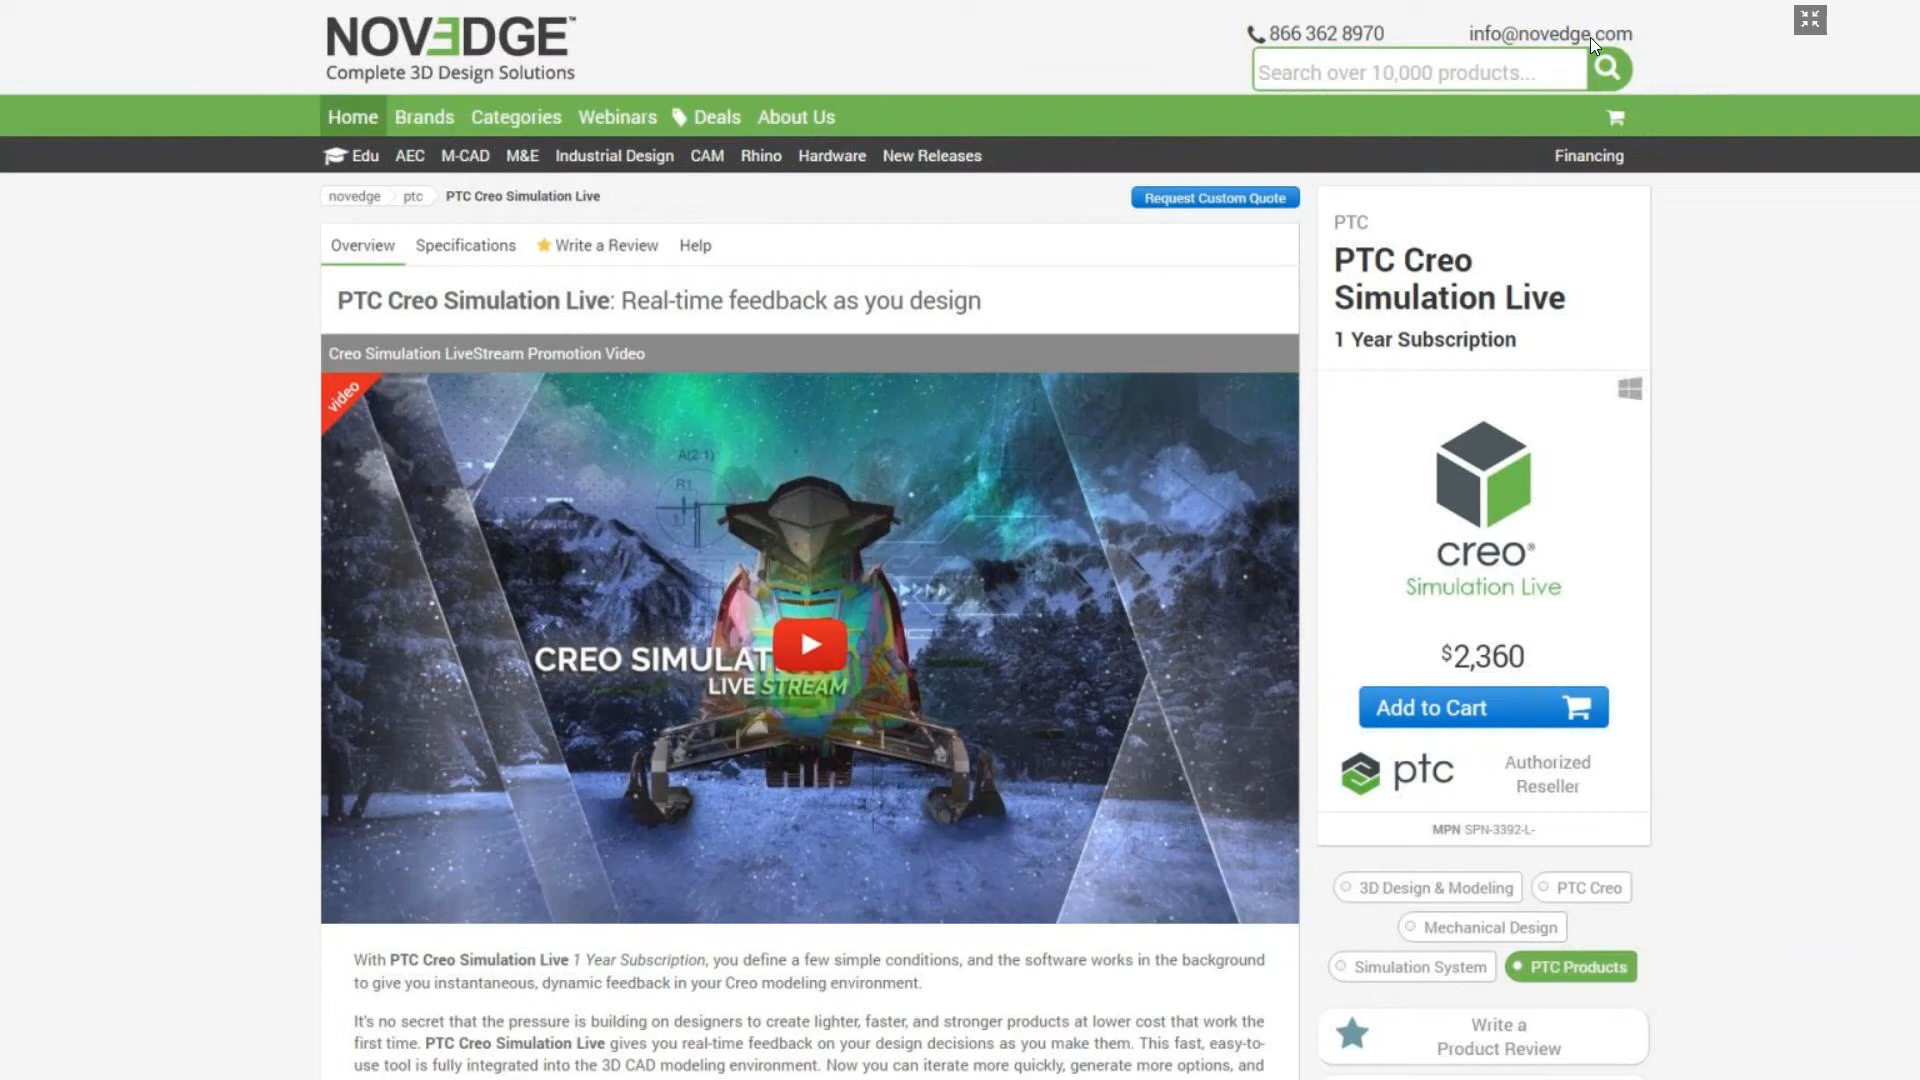 NOVEDGE™
Complete 3D Design Solutions
866 362 8970
info@novedge.com
Search over 10,000 products...
Home Brands Categories Webinars Deals About Us
Edu AEC M-CAD M&E Industrial Design CAM Rhino Hardware New Releases Financing
novedge ptc PTC Creo Simulation Live
Request Custom Quote
Overview Specifications Write a Review Help
PTC Creo Simulation Live: Real-time feedback as you design
Creo Simulation LiveStream Promotion Video
video
A(2:1)
R1
CREO SIMULAT
LIVE STREAM
With PTC Creo Simulation Live 1 Year Subscription, you define a few simple conditions, and the software works in the background
to give you instantaneous, dynamic feedback in your Creo modeling environment.
It's no secret that the pressure is building on designers to create lighter, faster, and stronger products at lower cost that work the
first time. PTC Creo Simulation Live gives you real-time feedback on your design decisions as you make them. This fast, easy-to-
use tool is fully integrated into the 3D CAD modeling environment. Now you can iterate more quickly, generate more options, and
PTC
PTC Creo
Simulation Live
1 Year Subscription
creo®
Simulation Live
$2,360
Add to Cart
ptc
Authorized
Reseller
MPN SPN-3392-L-
3D Design & Modeling
PTC Creo
Mechanical Design
Simulation System
PTC Products
Write a
Product Review